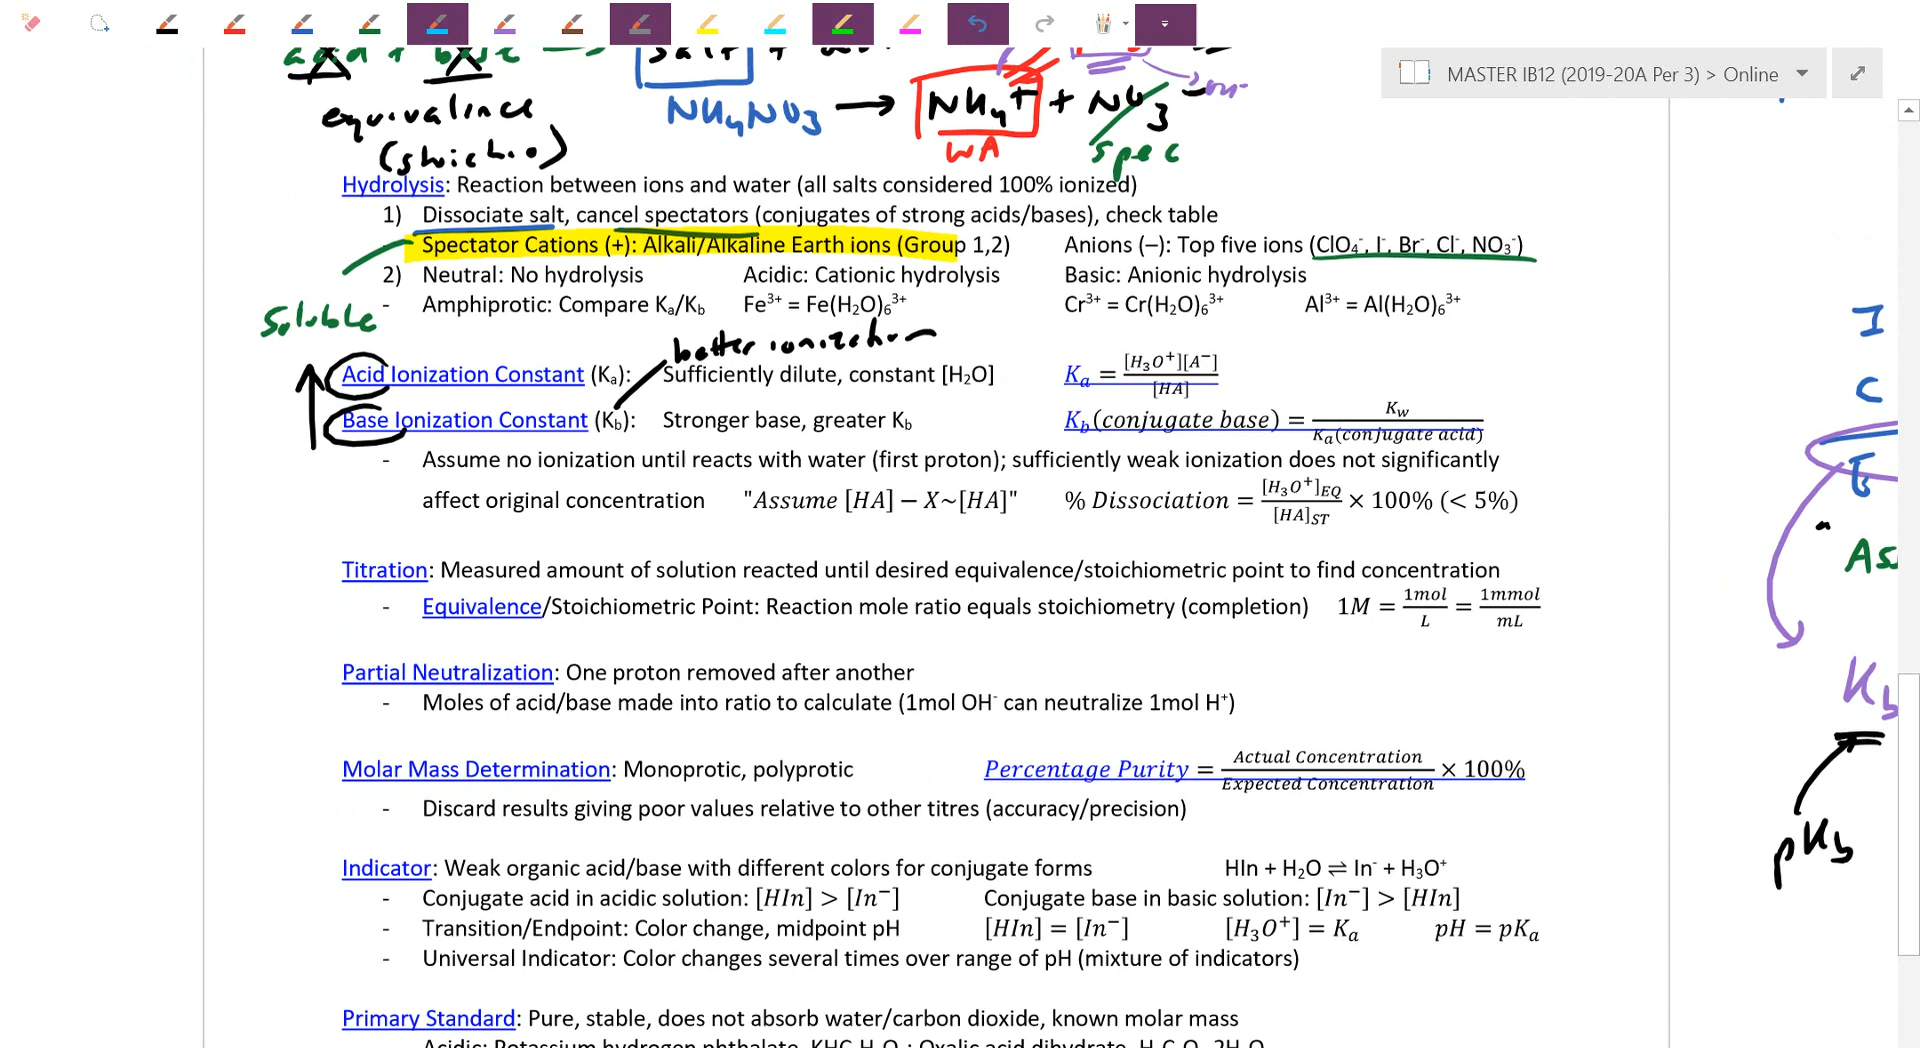 acid + base → salt +
MASTER IB12 (2019-20A Per 3) > Online
equivalence
(stoich.o)
NH₄NO₃ → NH₄⁺ + NO₃⁻
WA
spec
Hydrolysis: Reaction between ions and water (all salts considered 100% ionized)
1) Dissociate salt, cancel spectators (conjugates of strong acids/bases), check table
Spectator Cations (+): Alkali/Alkaline Earth ions (Group 1,2) Anions (–): Top five ions (ClO₄⁻, I⁻, Br⁻, Cl⁻, NO₃⁻)
2) Neutral: No hydrolysis Acidic: Cationic hydrolysis Basic: Anionic hydrolysis
- Amphiprotic: Compare Kₐ/K_b Fe³⁺ = Fe(H₂O)₆³⁺ Cr³⁺ = Cr(H₂O)₆³⁺ Al³⁺ = Al(H₂O)₆³⁺
soluble
better ionization
Acid Ionization Constant (Kₐ): Sufficiently dilute, constant [H₂O] Kₐ = [H₃O⁺][A⁻] / [HA]
Base Ionization Constant (K_b): Stronger base, greater K_b K_b(conjugate base) = K_w / Kₐ(conjugate acid)
- Assume no ionization until reacts with water (first proton); sufficiently weak ionization does not significantly
affect original concentration "Assume [HA] − X~[HA]" % Dissociation = [H₃O⁺]_EQ / [HA]_ST × 100% (< 5%)
Titration: Measured amount of solution reacted until desired equivalence/stoichiometric point to find concentration
- Equivalence/Stoichiometric Point: Reaction mole ratio equals stoichiometry (completion) 1M = 1mol / L = 1mmol / mL
Partial Neutralization: One proton removed after another
- Moles of acid/base made into ratio to calculate (1mol OH⁻ can neutralize 1mol H⁺)
Molar Mass Determination: Monoprotic, polyprotic Percentage Purity = Actual Concentration / Expected Concentration × 100%
- Discard results giving poor values relative to other titres (accuracy/precision)
Indicator: Weak organic acid/base with different colors for conjugate forms HIn + H₂O ⇌ In⁻ + H₃O⁺
- Conjugate acid in acidic solution: [HIn] > [In⁻] Conjugate base in basic solution: [In⁻] > [HIn]
- Transition/Endpoint: Color change, midpoint pH [HIn] = [In⁻] [H₃O⁺] = Kₐ pH = pKₐ
- Universal Indicator: Color changes several times over range of pH (mixture of indicators)
Primary Standard: Pure, stable, does not absorb water/carbon dioxide, known molar mass
I
C
E
As
K_b
pK_b